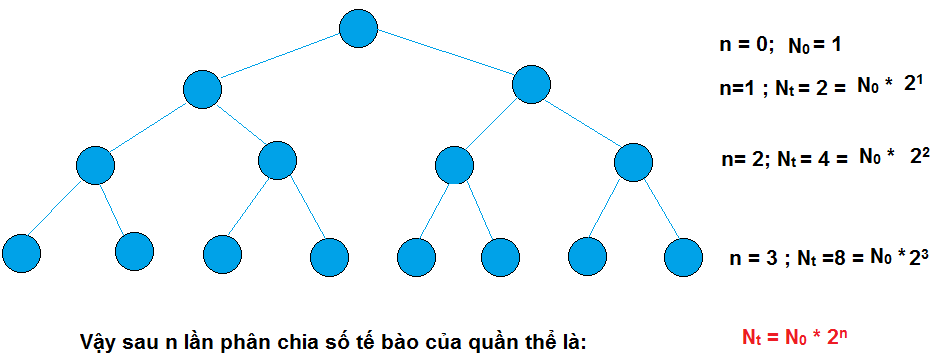 n = 0; N₀ = 1
n=1 ; Nₜ = 2 = N₀ * 2¹
n= 2; Nₜ = 4 = N₀ * 2²
n = 3 ; Nₜ =8 = N₀ * 2³
Vậy sau n lần phân chia số tế bào của quần thể là: Nₜ = N₀ * 2ⁿ